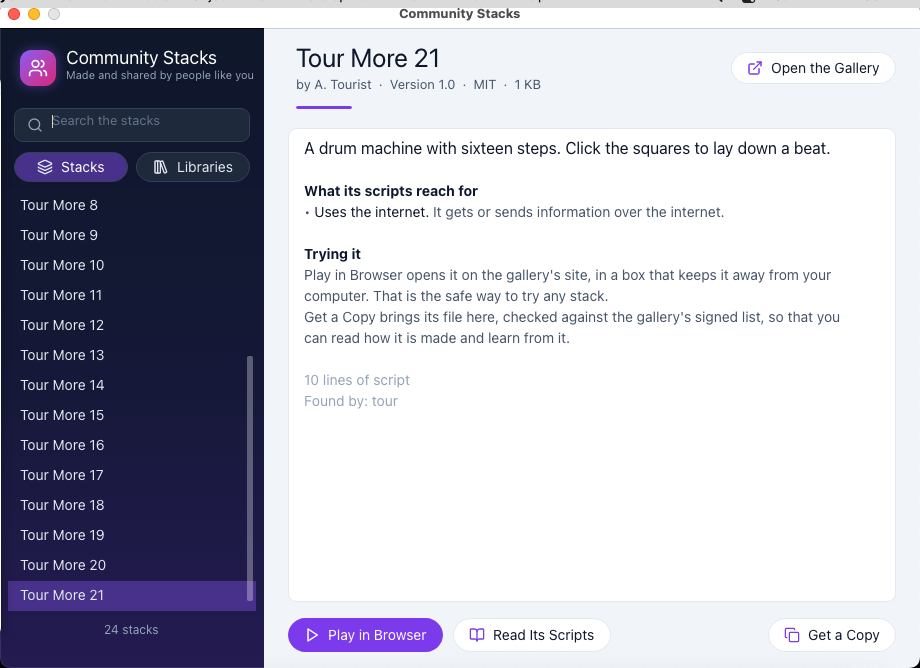 Community Stacks
Community Stacks
Made and shared by people like you
Search the stacks
Stacks
Libraries
Tour More 8
Tour More 9
Tour More 10
Tour More 11
Tour More 12
Tour More 13
Tour More 14
Tour More 15
Tour More 16
Tour More 17
Tour More 18
Tour More 19
Tour More 20
Tour More 21
24 stacks
Tour More 21
by A. Tourist · Version 1.0 · MIT · 1 KB
Open the Gallery
A drum machine with sixteen steps. Click the squares to lay down a beat.
What its scripts reach for
• Uses the internet. It gets or sends information over the internet.
Trying it
Play in Browser opens it on the gallery's site, in a box that keeps it away from your
computer. That is the safe way to try any stack.
Get a Copy brings its file here, checked against the gallery's signed list, so that you
can read how it is made and learn from it.
10 lines of script
Found by: tour
Play in Browser
Read Its Scripts
Get a Copy